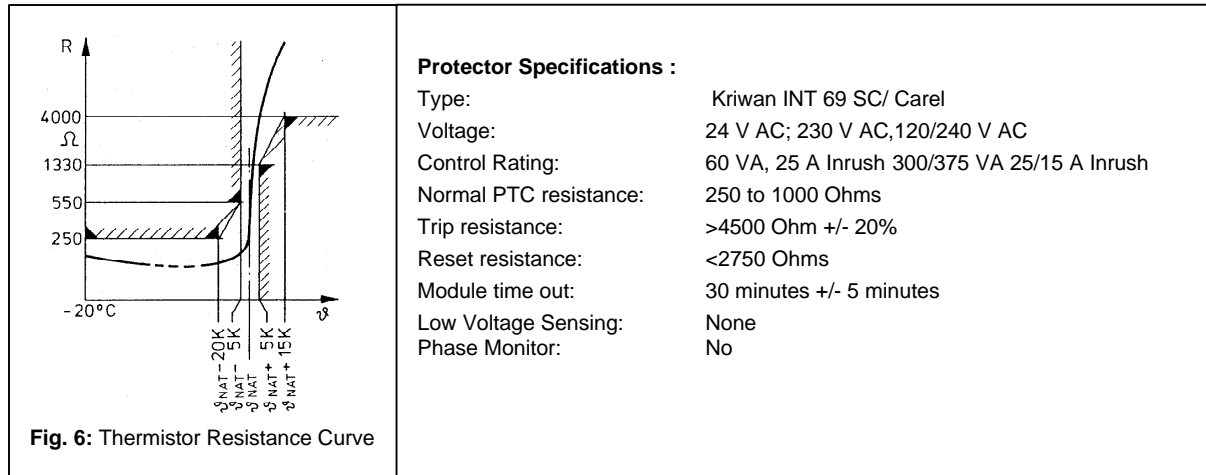 R
4000
Ω
1330
550
250
-20°C
ϑ
ϑNAT-20K
ϑNAT- 5K
ϑNAT
ϑNAT+ 5K
ϑNAT+15K
Fig. 6: Thermistor Resistance Curve
Protector Specifications :
Type: Kriwan INT 69 SC/ Carel
Voltage: 24 V AC; 230 V AC,120/240 V AC
Control Rating: 60 VA, 25 A Inrush 300/375 VA 25/15 A Inrush
Normal PTC resistance: 250 to 1000 Ohms
Trip resistance: >4500 Ohm +/- 20%
Reset resistance: <2750 Ohms
Module time out: 30 minutes +/- 5 minutes
Low Voltage Sensing: None
Phase Monitor: No